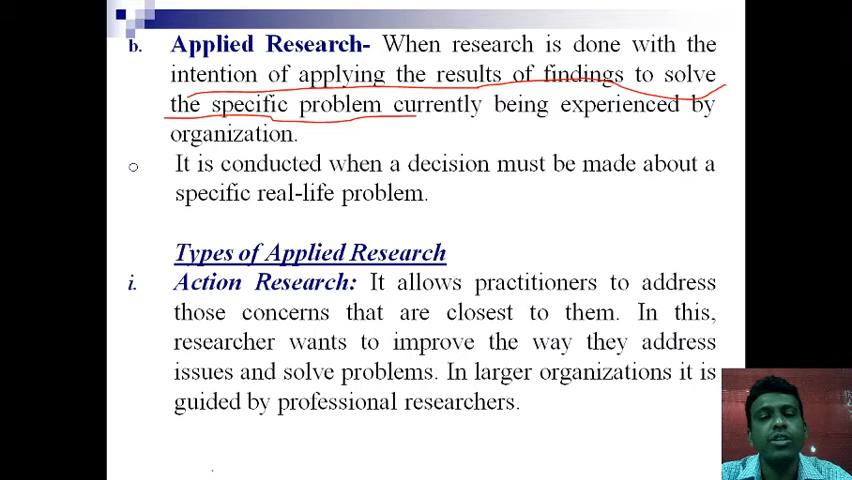 b. Applied Research- When research is done with the
intention of applying the results of findings to solve
the specific problem currently being experienced by
organization.
o It is conducted when a decision must be made about a
specific real-life problem.
Types of Applied Research
i. Action Research: It allows practitioners to address
those concerns that are closest to them. In this,
researcher wants to improve the way they address
issues and solve problems. In larger organizations it is
guided by professional researchers.